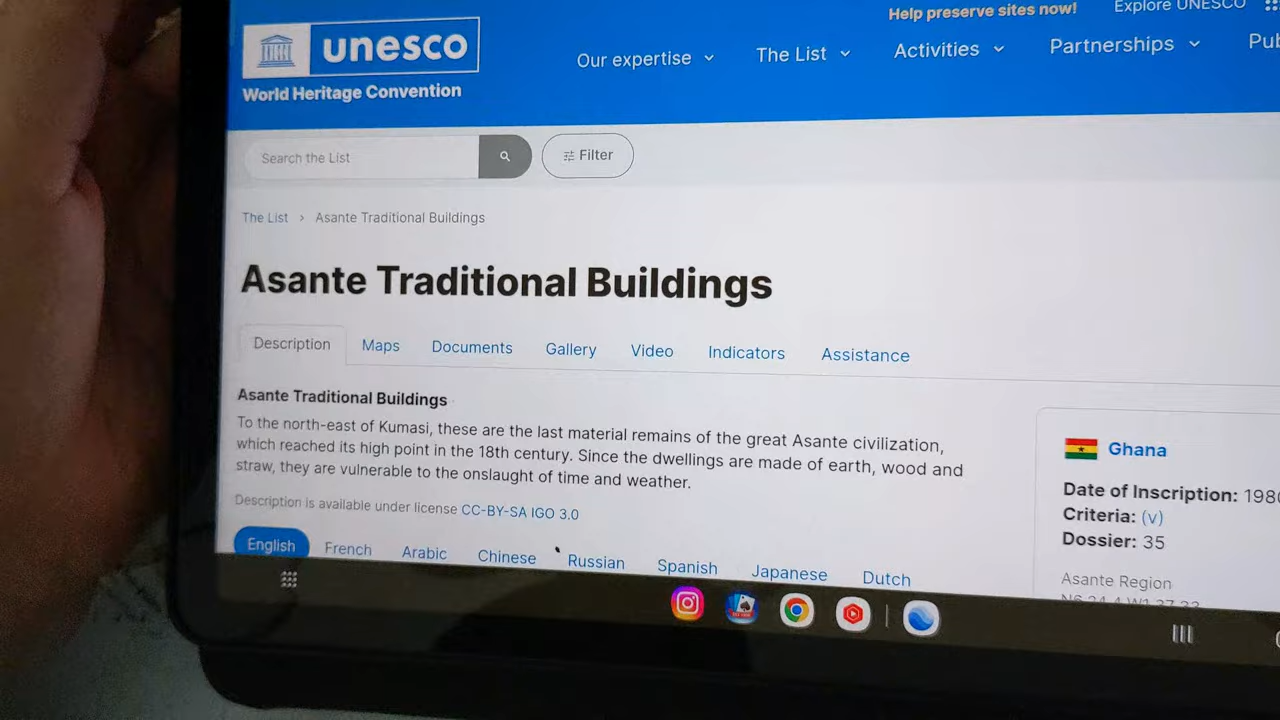 Help preserve sites now!
Explore UNESCO
unesco
World Heritage Convention
Our expertise
The List
Activities
Partnerships
Search the List
Filter
The List > Asante Traditional Buildings
Asante Traditional Buildings
Description
Maps
Documents
Gallery
Video
Indicators
Assistance
Asante Traditional Buildings
To the north-east of Kumasi, these are the last material remains of the great Asante civilization,
which reached its high point in the 18th century. Since the dwellings are made of earth, wood and
straw, they are vulnerable to the onslaught of time and weather.
Description is available under license CC-BY-SA IGO 3.0
English
French
Arabic
Chinese
Russian
Spanish
Japanese
Dutch
Ghana
Date of Inscription: 1980
Criteria: (v)
Dossier: 35
Asante Region